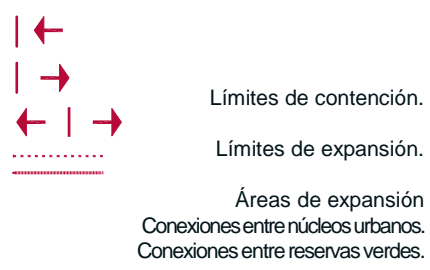 Límites de contención.
Límites de expansión.
Áreas de expansión
Conexiones entre núcleos urbanos.
Conexiones entre reservas verdes.